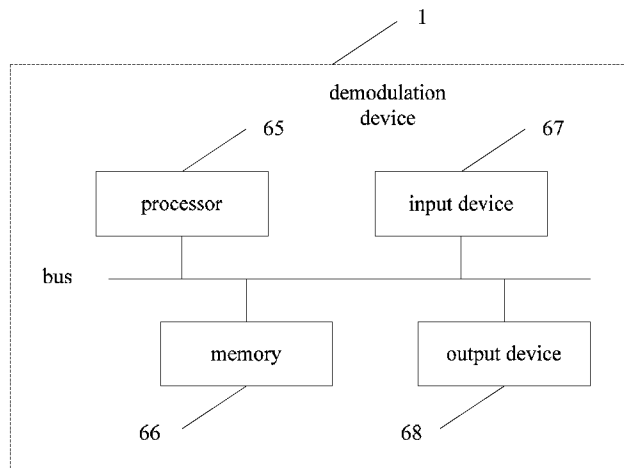 1
demodulation
device
65
67
processor
input device
bus
memory
output device
66
68